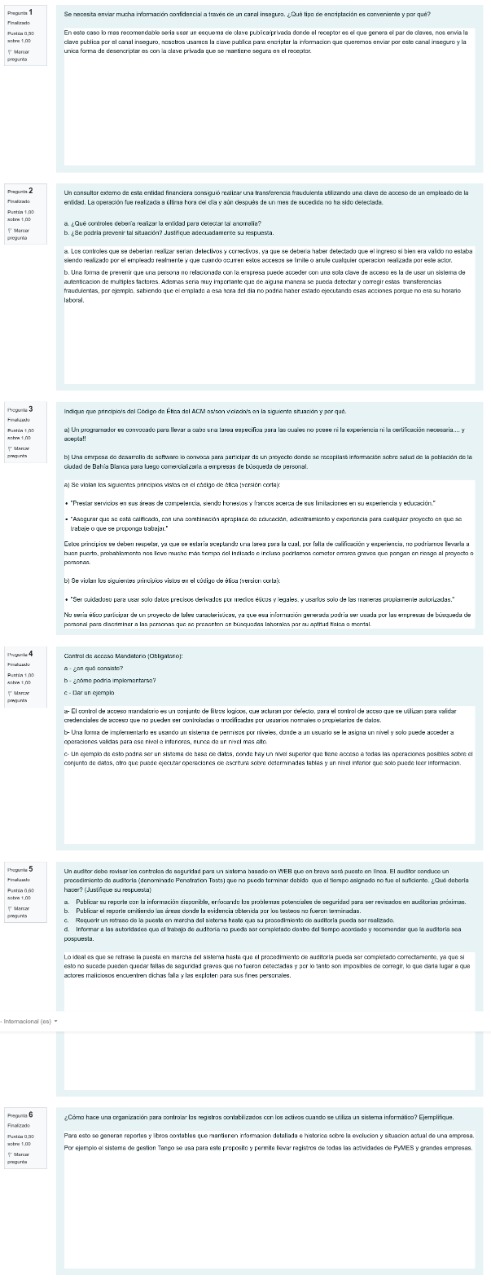 Pregunta 1
Finalizado
Puntúa 0,50
sobre 1,00
Marcar
pregunta
Se necesita enviar mucha información confidencial a través de un canal inseguro. ¿Qué tipo de encriptación es conveniente y por qué?
En este caso lo mas recomendable seria usar un esquema de clave publica/privada donde el receptor es el que genera el par de claves, nos envia la
clave publica por el canal inseguro, nosotros usamos la clave publica para encriptar la informacion que queremos enviar por este canal inseguro y la
unica forma de desencriptar es con la clave privada que se mantiene segura en el receptor.
Pregunta 2
Finalizado
Puntúa 1,00
sobre 1,00
Marcar
pregunta
Un consultor externo de esta entidad financiera consiguió realizar una transferencia fraudulenta utilizando una clave de acceso de un empleado de la
entidad. La operación fue realizada a última hora del día y aún después de un mes de sucedida no ha sido detectada.
a. ¿Qué controles debería realizar la entidad para detectar tal anomalía?
b. ¿Se podría prevenir tal situación? Justifique adecuadamente su respuesta.
a. Los controles que se deberian realizar serian detectivos y correctivos, ya que se deberia haber detectado que el ingreso si bien era valido no estaba
siendo realizado por el empleado realmente y que cuando ocurren estos accesos se limite o anule cualquier operacion realizada por este actor.
b. Una forma de prevenir que una persona no relacionada con la empresa puede acceder con una sola clave de acceso es la de usar un sistema de
autenticacion de multiples factores. Ademas seria muy importante que de alguna manera se pueda detectar y corregir estas transferencias
fraudulentas, por ejemplo, sabiendo que el emplado a esa hora del dia no podria haber estado ejecutando esas acciones porque no era su horario
laboral.
Pregunta 3
Finalizado
Puntúa 1,00
sobre 1,00
Marcar
pregunta
Indique que principio/s del Código de Ética del ACM es/son violado/s en la siguiente situación y por qué.
a) Un programador es convocado para llevar a cabo una tarea especifica para las cuales no posee ni la experiencia ni la certificación necesaria.... y
acepta!!
b) Una empresa de desarrollo de software lo convoca para participar de un proyecto donde se recopilará información sobre salud de la población de la
ciudad de Bahía Blanca para luego comercializarla a empresas de búsqueda de personal.
a) Se violan los siguientes principios vistos en el código de ética (versión corta):
• "Prestar servicios en sus áreas de competencia, siendo honestos y francos acerca de sus limitaciones en su experiencia y educación."
• "Asegurar que se está calificado, con una combinación apropiada de educación, adiestramiento y experiencia para cualquier proyecto en que se
trabaje o que se proponga trabajar."
Estos principios se deben respetar, ya que se estaría aceptando una tarea para la cual, por falta de calificación y experiencia, no podríamos llevarla a
buen puerto, probablemente nos lleve mucho más tiempo del indicado e incluso podríamos cometer errores graves que pongan en riesgo al proyecto o
personas.
b) Se violan los siguientes principios vistos en el código de ética (version corta):
• "Ser cuidadoso para usar solo datos precisos derivados por medios éticos y legales, y usarlos solo de las maneras propiamente autorizadas."
No sería ético participar de un proyecto de tales características, ya que esa información generada podría ser usada por las empresas de búsqueda de
personal para discriminar a las personas que se presenten en búsquedas laborales por su aptitud física o mental.
Pregunta 4
Finalizado
Puntúa 1,00
sobre 1,00
Marcar
pregunta
Control de acceso Mandatorio (Obligatorio):
a - ¿en qué consiste?
b - ¿cómo podría implementarse?
c - Dar un ejemplo
a- El control de acceso mandatorio es un conjunto de filtros logicos, que acturan por defecto, para el control de acceso que se utilizan para validar
credenciales de acceso que no pueden ser controladas o modificadas por usuarios normales o propietarios de datos.
b- Una forma de implementarlo es usando un sistema de permisos por niveles, donde a un usuario se le asigna un nivel y solo puede acceder a
operaciones validas para ese nivel e inferiores, nunca de un nivel mas alto.
c- Un ejemplo de esto podria ser un sistema de base de datos, donde hay un nivel superior que tiene acceso a todas las operaciones posibles sobre el
conjunto de datos, otro que puede ejecutar operaciones de escritura sobre determinadas tablas y un nivel inferior que solo puede leer informacion.
Pregunta 5
Finalizado
Puntúa 0,50
sobre 1,00
Marcar
pregunta
Un auditor debe revisar los controles de seguridad para un sistema basado en WEB que en breve será puesto en línea. El auditor conduce un
procedimiento de auditoría (denominado Penetration Tests) que no puede terminar debido que el tiempo asignado no fue el suficiente. ¿Qué debería
hacer? (Justifique su respuesta)
a. Publicar su reporte con la información disponible, enfocando los problemas potenciales de seguridad para ser revisados en auditorías próximas.
b. Publicar el reporte omitiendo las áreas donde la evidencia obtenida por los testeos no fueron terminadas.
c. Requerir un retraso de la puesta en marcha del sistema hasta que su procedimiento de auditoría pueda ser realizado.
d. Informar a las autoridades que el trabajo de auditoría no puede ser completado dentro del tiempo acordado y recomendar que la auditoría sea
pospuesta.
Lo ideal es que se retrase la puesta en marcha del sistema hasta que el procedimiento de auditoría pueda ser completado correctamente, ya que si
esto no sucede pueden quedar fallas de seguridad graves que no fueron detectadas y por lo tanto son imposibles de corregir, lo que daria lugar a que
actores maliciosos encuentren dichas falla y las exploten para sus fines personales.
- Internacional (es)
Pregunta 6
Finalizado
Puntúa 0,50
sobre 1,00
Marcar
pregunta
¿Cómo hace una organización para controlar los registros contabilizados con los activos cuando se utiliza un sistema informático? Ejemplifique.
Para esto se generan reportes y libros contables que mantienen informacion detallada e historica sobre la evolucion y situacion actual de una empresa.
Por ejemplo el sistema de gestion Tango se usa para este proposito y permite llevar registros de todas las actividades de PyMES y grandes empresas.